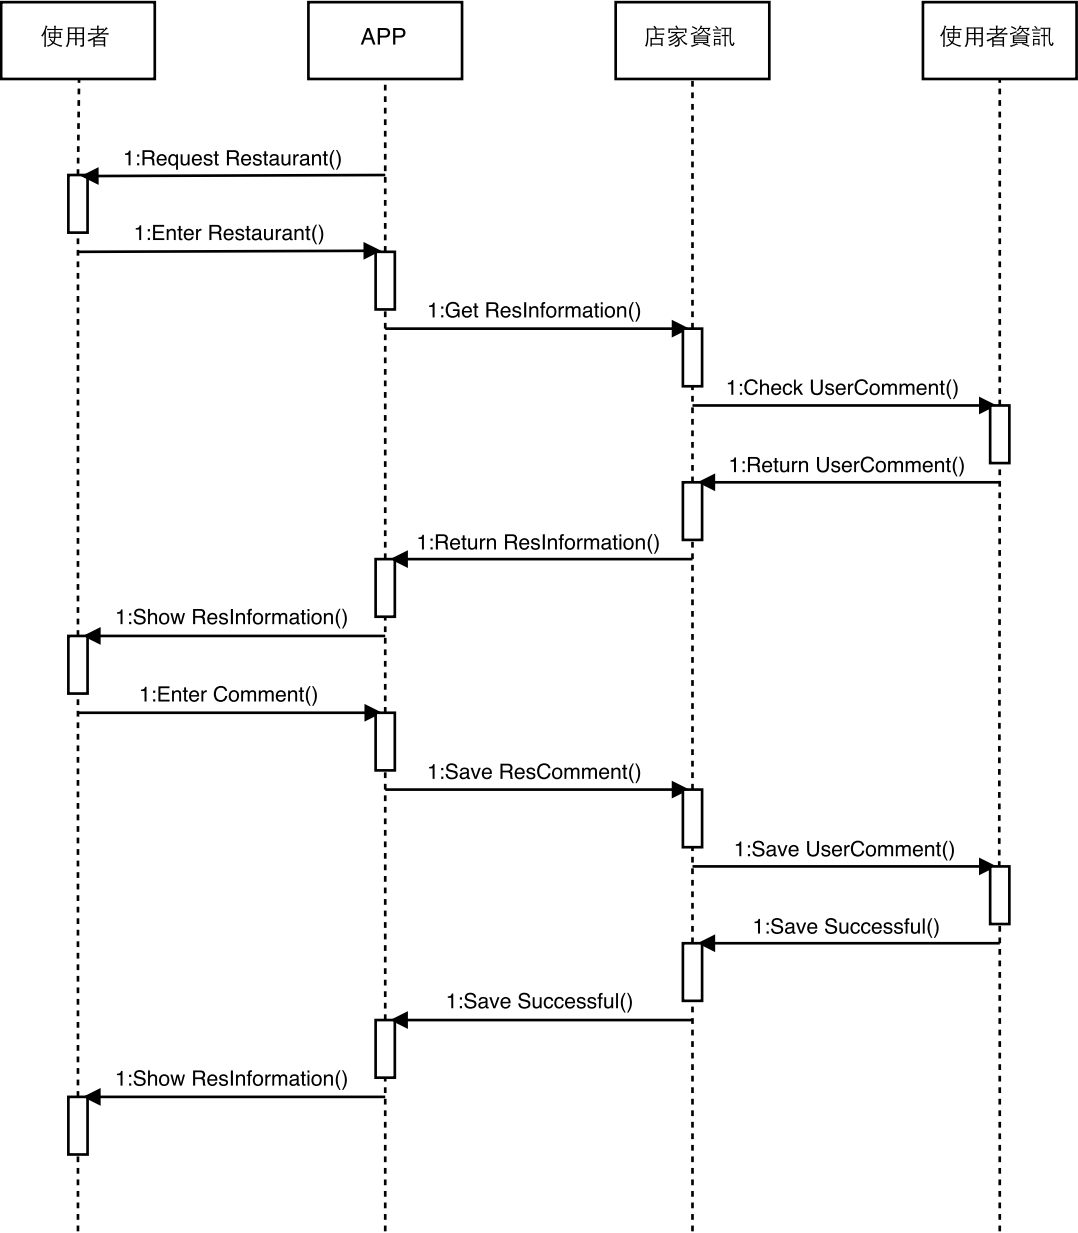 使用者
APP
店家資訊
使用者資訊
1:Request Restaurant()
1:Enter Restaurant()
1:Get ResInformation()
1:Check UserComment()
1:Return UserComment()
1:Return ResInformation()
1:Show ResInformation()
1:Enter Comment()
1:Save ResComment()
1:Save UserComment()
1:Save Successful()
1:Save Successful()
1:Show ResInformation()